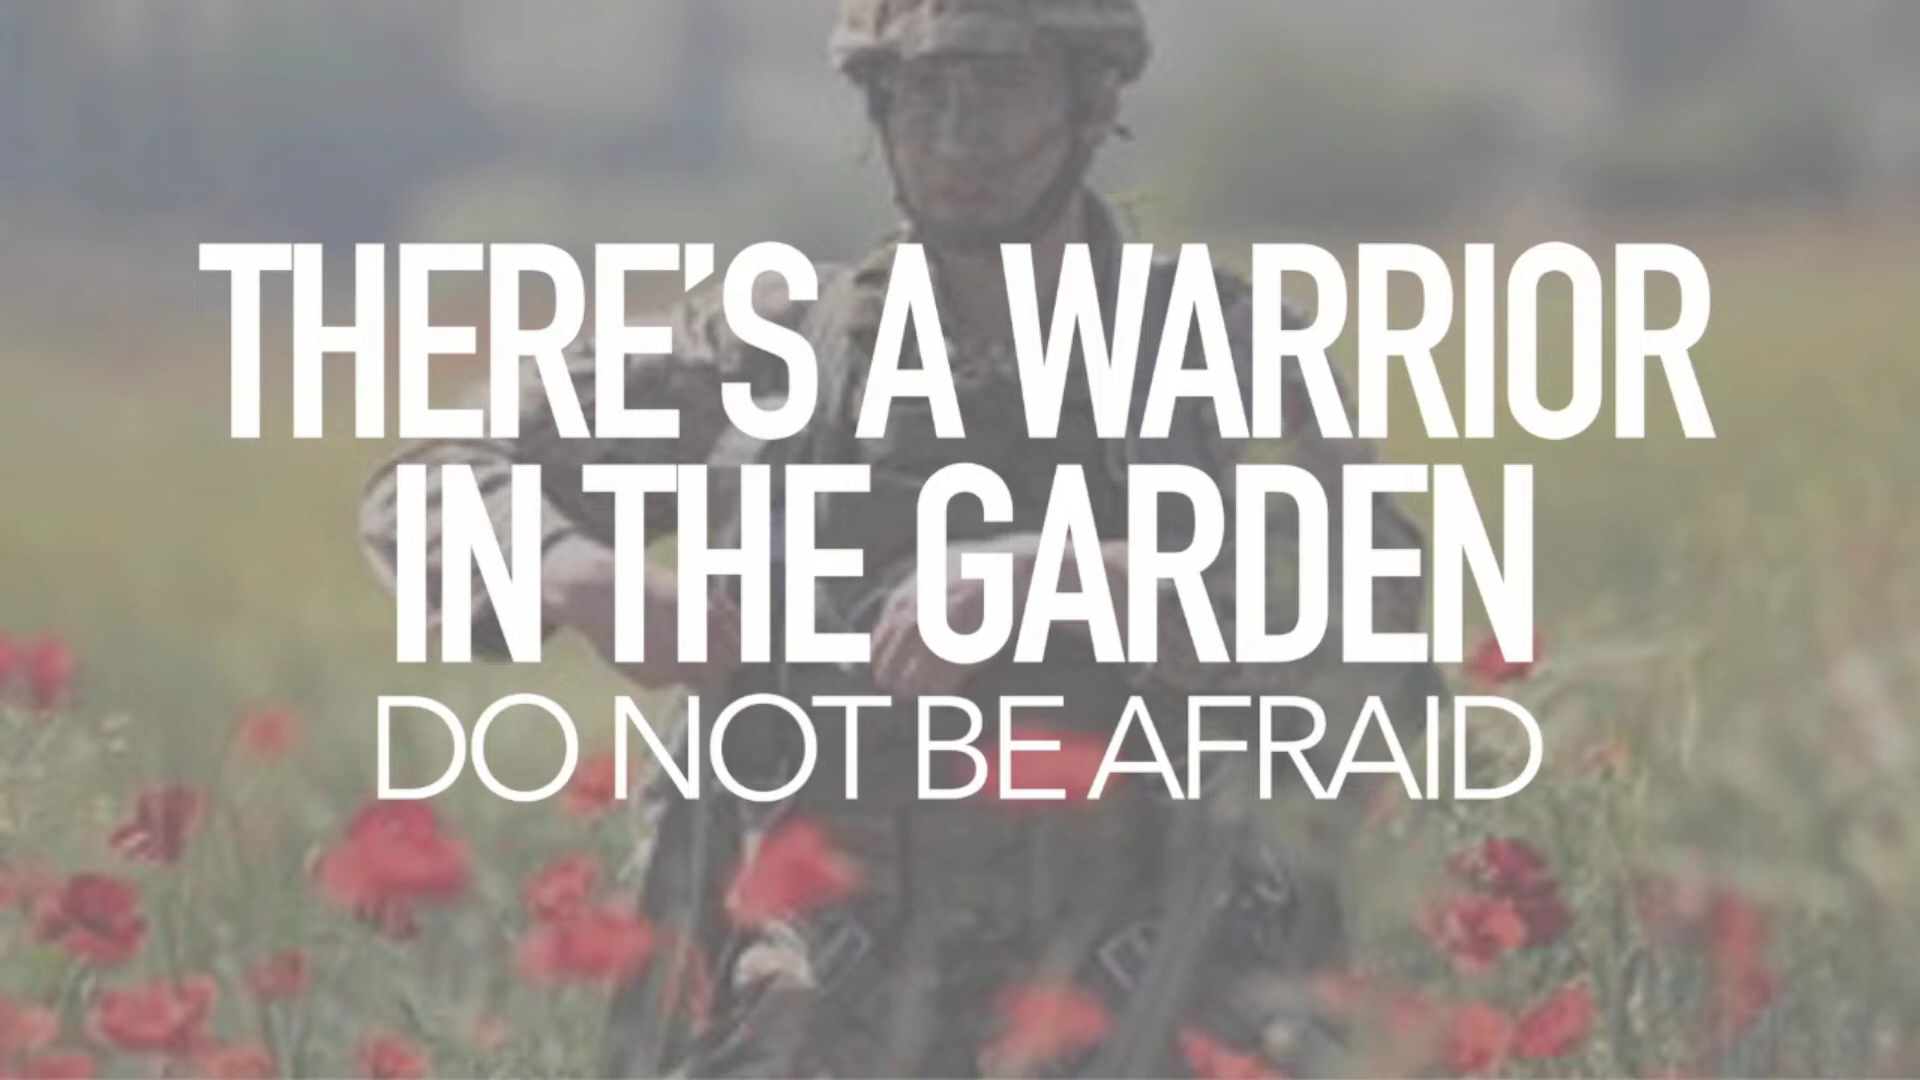 THERE'S A WARRIOR
IN THE GARDEN
DO NOT BE AFRAID